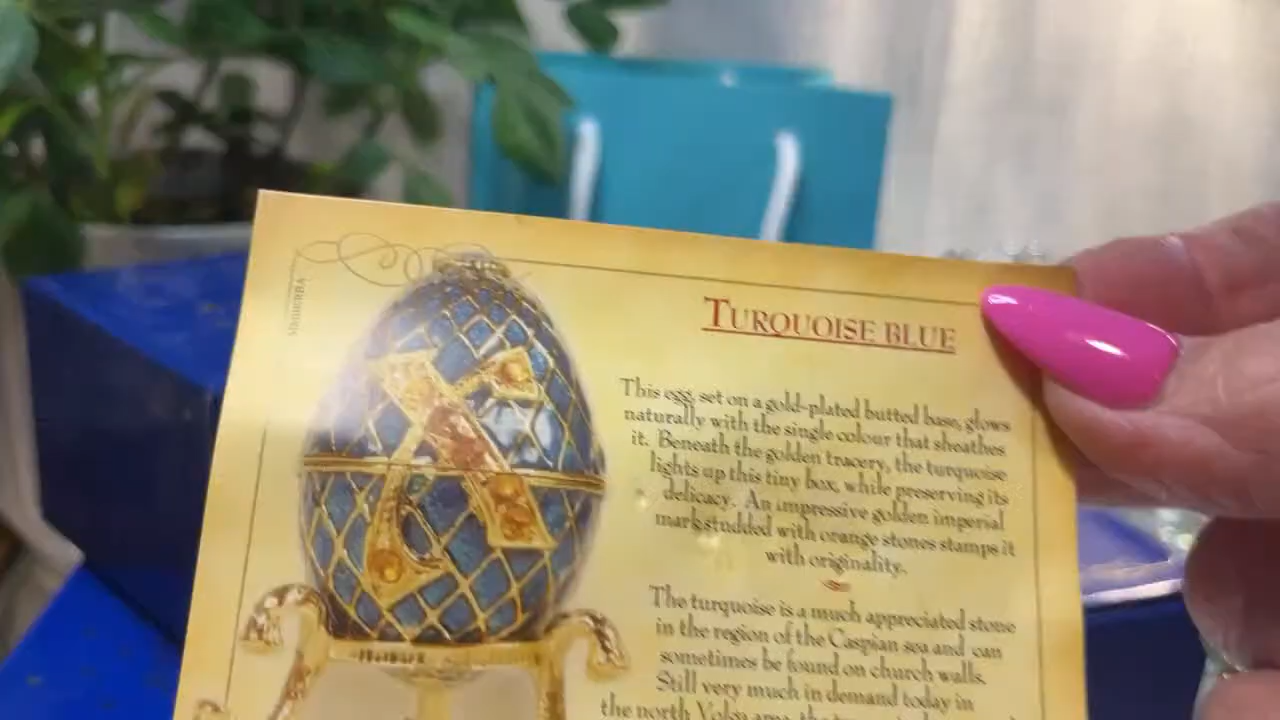 TURQUOISE BLUE
This egg, set on a gold-plated butted base, glows
naturally with the single colour that sheathes
it. Beneath the golden tracery, the turquoise
lights up this tiny box, while preserving its
delicacy. An impressive golden imperial
mark studded with orange stones stamps it
with originality.
The turquoise is a much appreciated stone
in the region of the Caspian sea and can
sometimes be found on church walls.
Still very much in demand today in
the north Volga